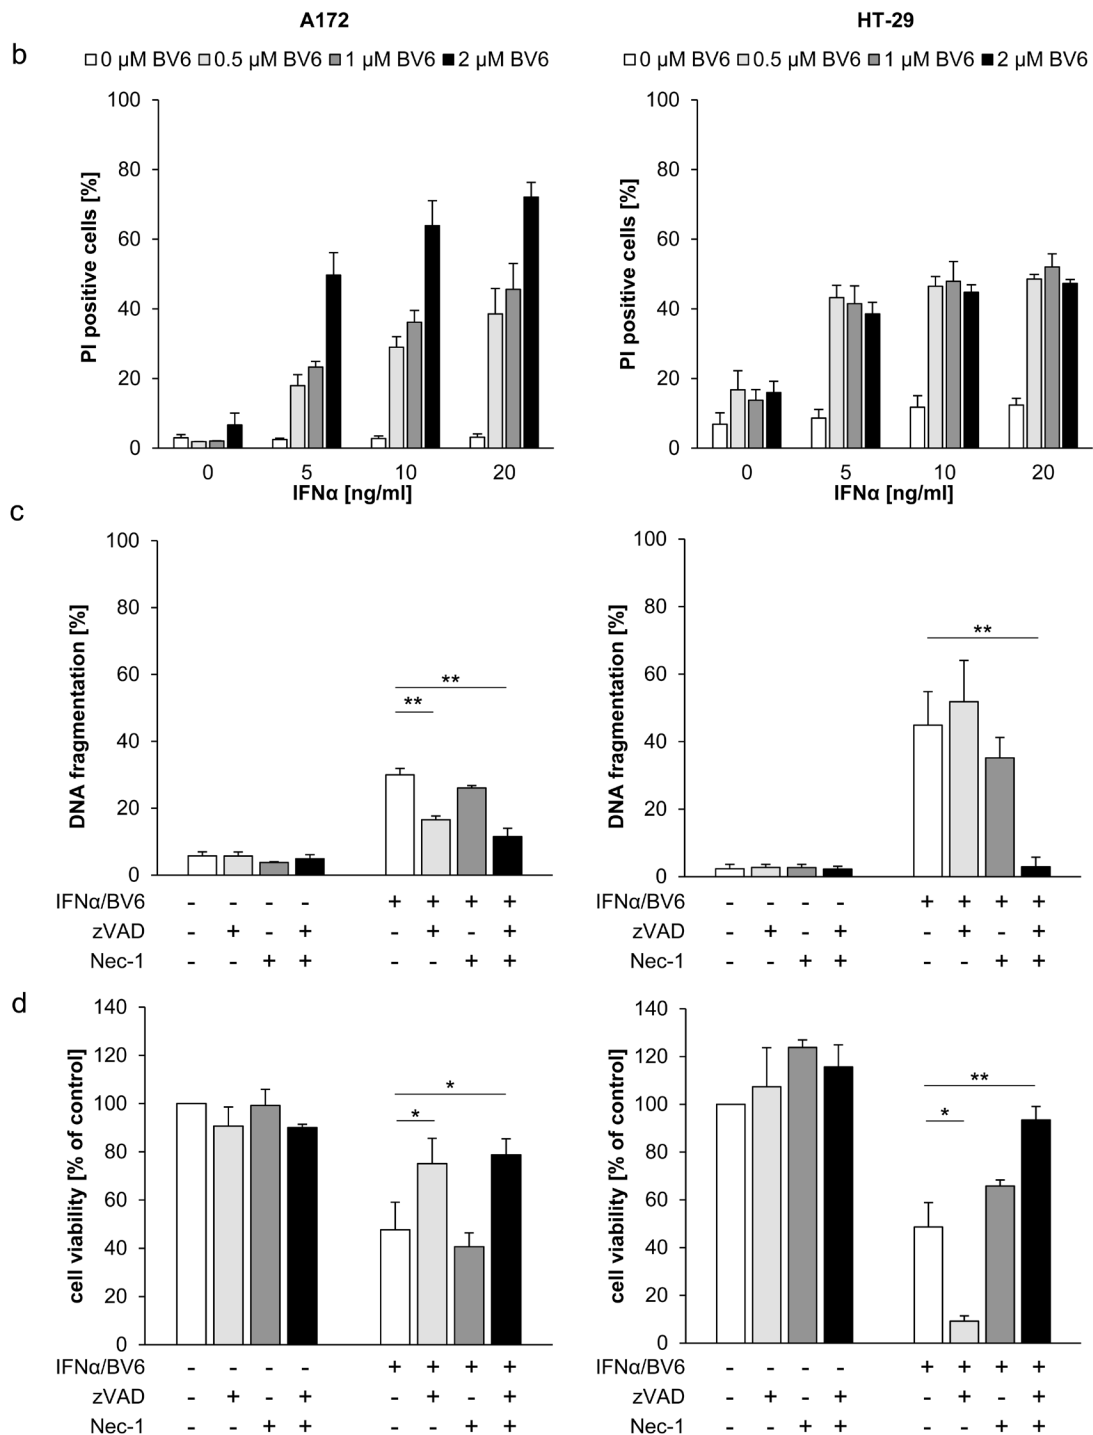 A172 HT-29
b
0 µM BV6 0.5 µM BV6 1 µM BV6 2 µM BV6 0 µM BV6 0.5 µM BV6 1 µM BV6 2 µM BV6
100 100
80 80
60 60
40 40
20 20
0 0
PI positive cells [%] PI positive cells [%]
0 5 10 20 0 5 10 20
IFNα [ng/ml] IFNα [ng/ml]
c
100 100
80 80
60 60
40 40
20 20
0 0
DNA fragmentation [%] DNA fragmentation [%]
** ** **
IFNα/BV6 - - - - + + + + IFNα/BV6 - - - - + + + +
zVAD - + - + - + - + zVAD - + - + - + - +
Nec-1 - - + + - - + + Nec-1 - - + + - - + +
d
140 140
120 120
100 100
80 80
60 60
40 40
20 20
0 0
cell viability [% of control] cell viability [% of control]
* * ** *
IFNα/BV6 - - - - + + + + IFNα/BV6 - - - - + + + +
zVAD - + - + - + - + zVAD - + - + - + - +
Nec-1 - - + + - - + + Nec-1 - - + + - - + +